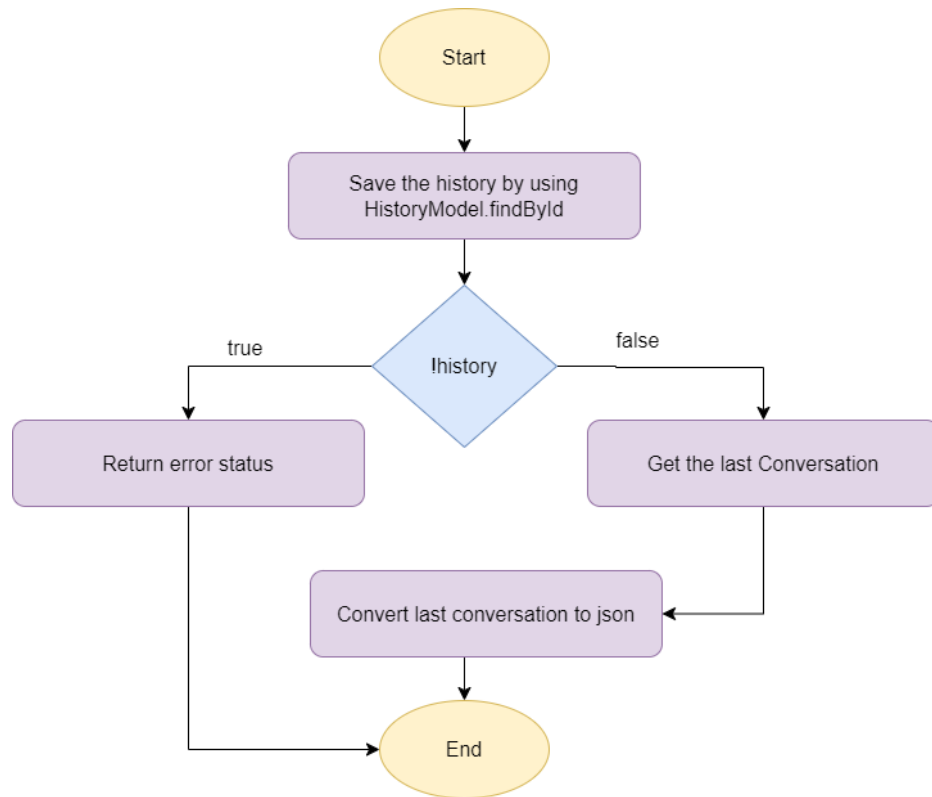 Start
Save the history by using
HistoryModel.findById
!history
true
false
Return error status
Get the last Conversation
Convert last conversation to json
End